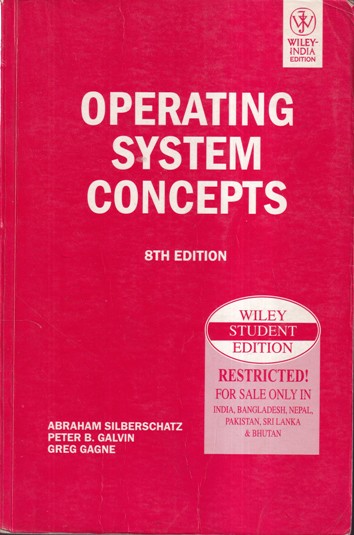 WILEY-
INDIA
EDITION
OPERATING
SYSTEM
CONCEPTS
8TH EDITION
WILEY
STUDENT
EDITION
RESTRICTED!
FOR SALE ONLY IN
INDIA, BANGLADESH, NEPAL,
PAKISTAN, SRI LANKA
& BHUTAN
ABRAHAM SILBERSCHATZ
PETER B. GALVIN
GREG GAGNE